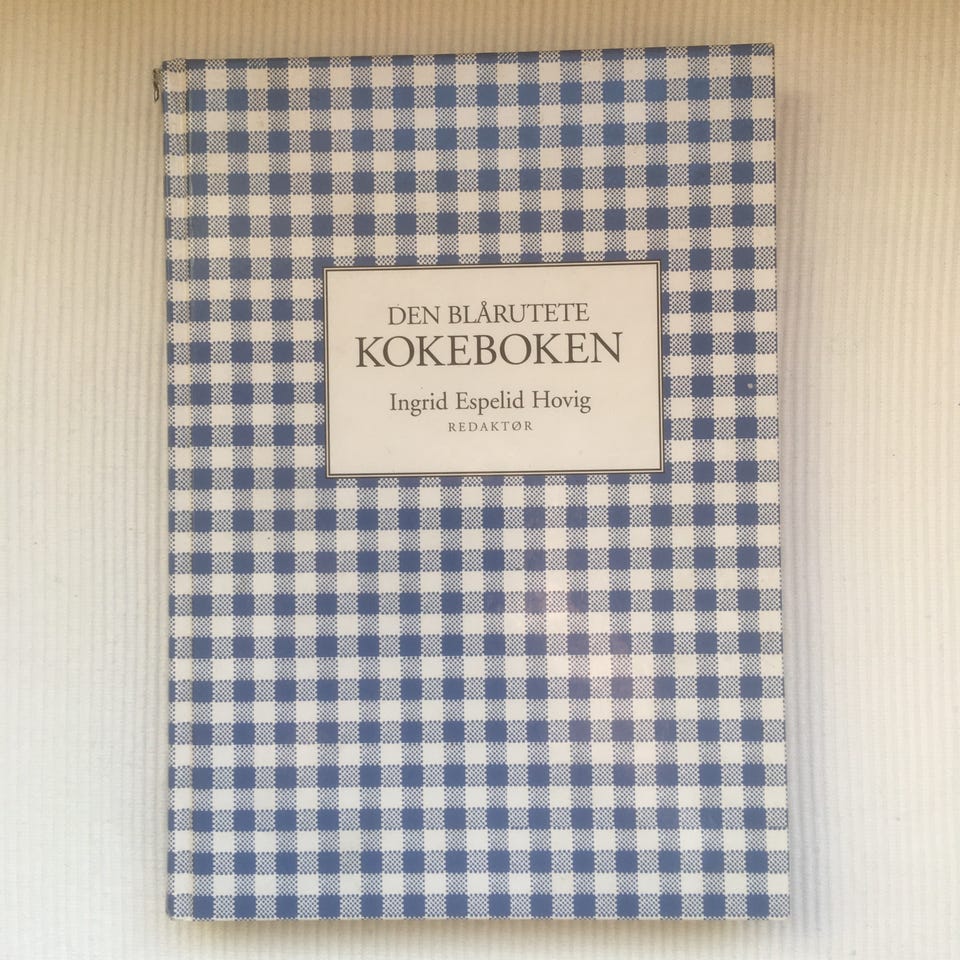 DEN BLÅRUTETE
KOKEBOKEN
Ingrid Espelid Hovig
REDAKTØR